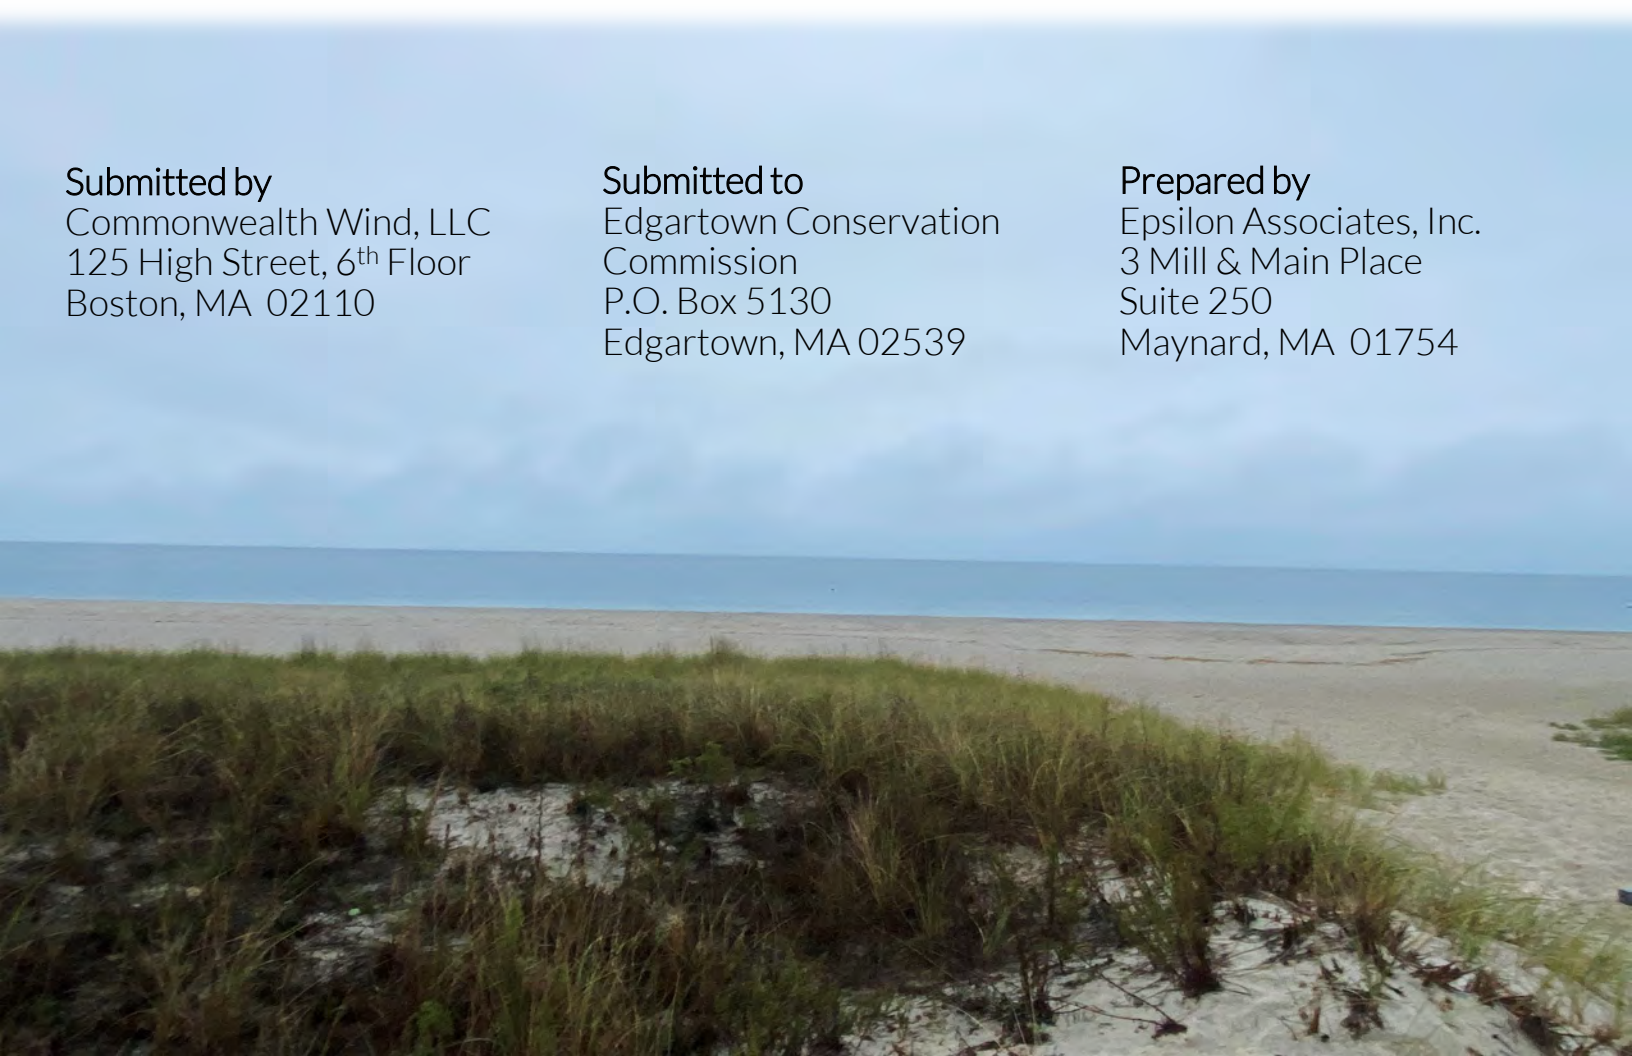 Submitted by
Commonwealth Wind, LLC
125 High Street, 6th Floor
Boston, MA  02110
Submitted to
Edgartown Conservation
Commission
P.O. Box 5130
Edgartown, MA 02539
Prepared by
Epsilon Associates, Inc.
3 Mill & Main Place
Suite 250
Maynard, MA  01754